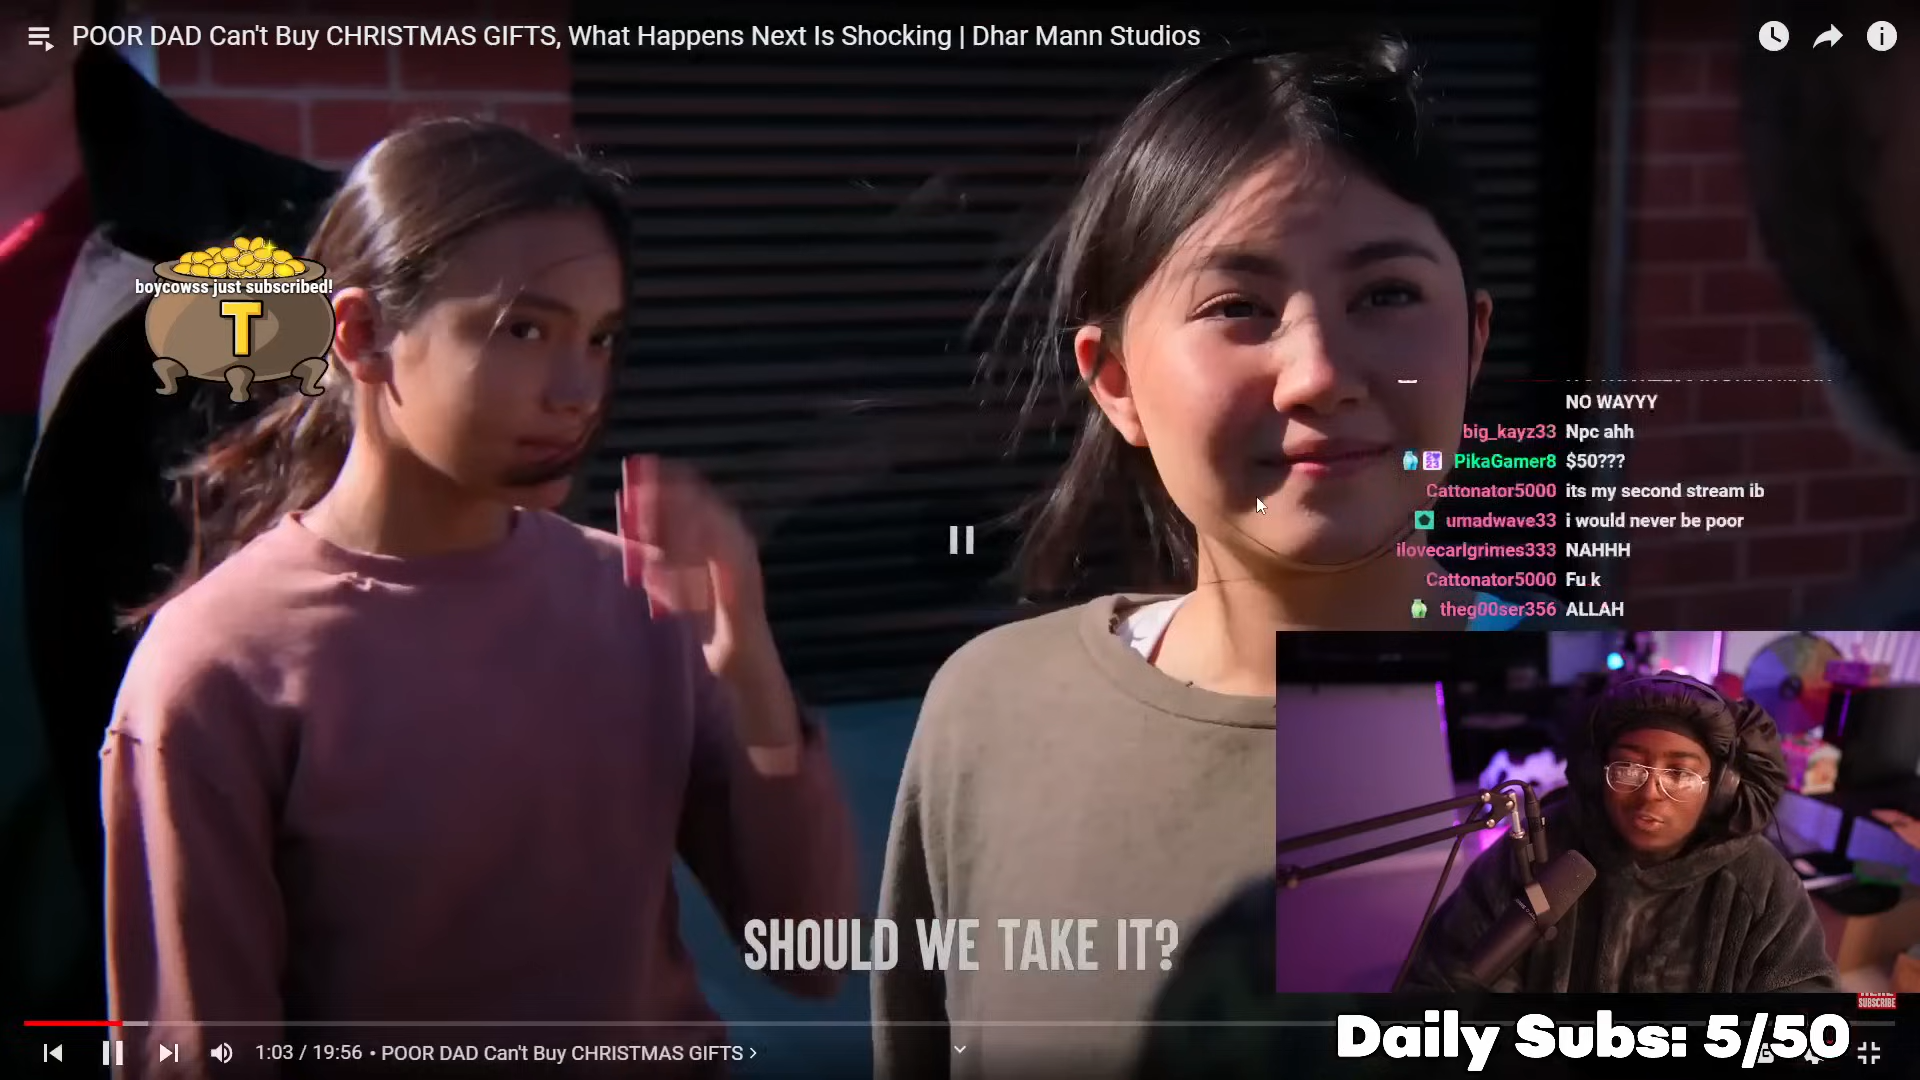 POOR DAD Can't Buy CHRISTMAS GIFTS, What Happens Next Is Shocking | Dhar Mann Studios
boycowss just subscribed!
T
NO WAYYY
big_kayz33 Npc ahh
PikaGamer8 $50???
Cattonator5000 its my second stream ib
umadwave33 i would never be poor
ilovecarlgrimes333 NAHHH
Cattonator5000 Fu k
theg00ser356 ALLAH
SHOULD WE TAKE IT?
SUBSCRIBE
Daily Subs: 5/50
1:03 / 19:56 • POOR DAD Can't Buy CHRISTMAS GIFTS >